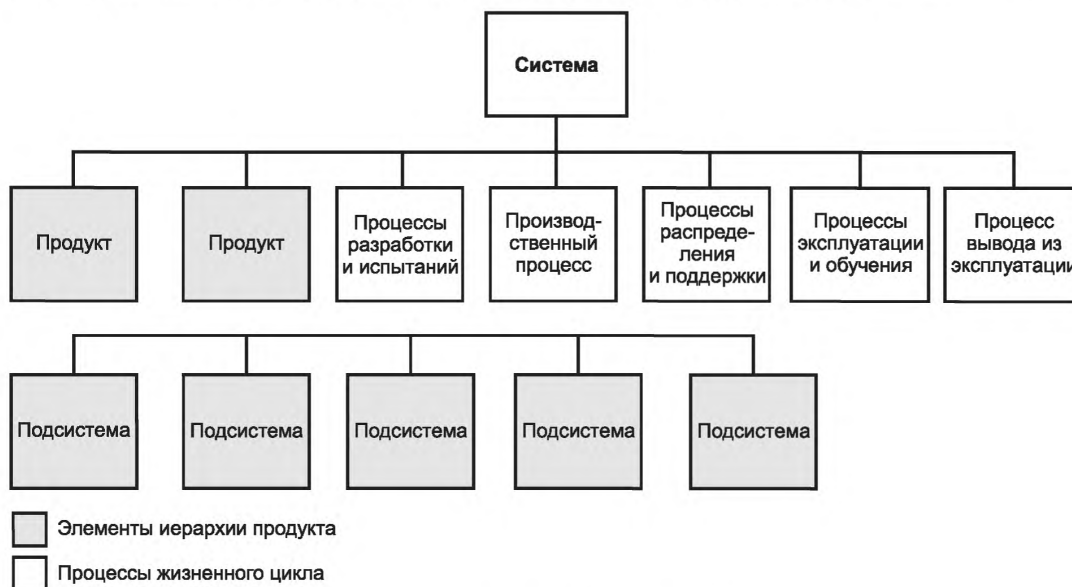 Система
Продукт
Продукт
Процессы
разработки
и испытаний
Производ-
ственный
процесс
Процессы
распреде-
ления
и поддержки
Процессы
эксплуатации
и обучения
Процесс
вывода из
эксплуатации
Подсистема
Подсистема
Подсистема
Подсистема
Подсистема
Элементы иерархии продукта
Процессы жизненного цикла